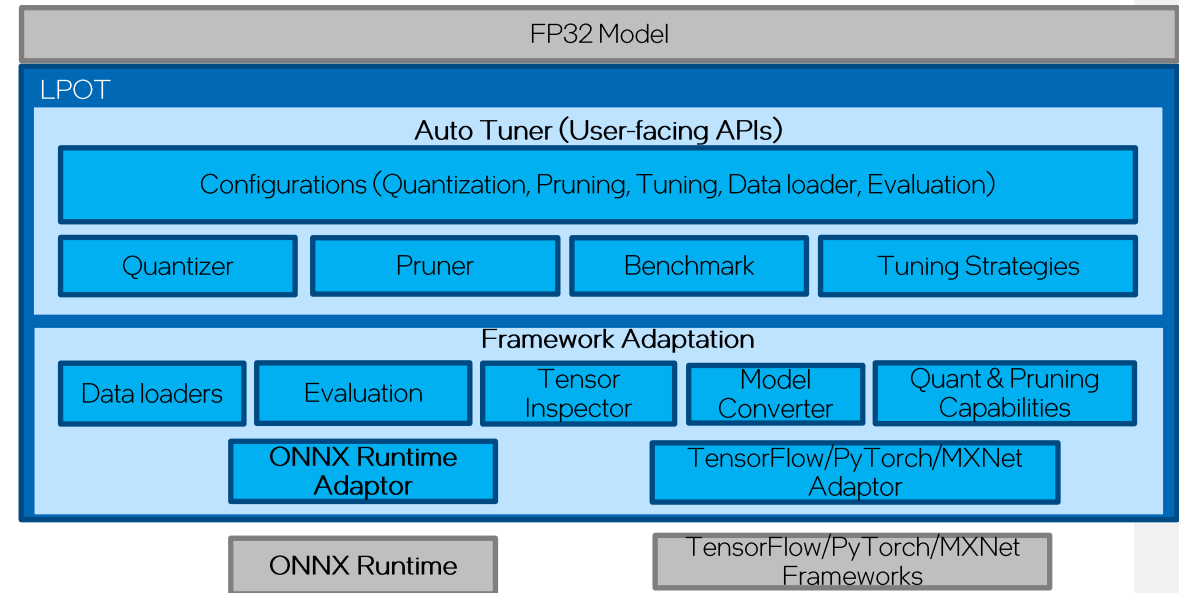 FP32 Model
LPOT
Auto Tuner (User-facing APIs)
Configurations (Quantization, Pruning, Tuning, Data loader, Evaluation)
Quantizer
Pruner
Benchmark
Tuning Strategies
Framework Adaptation
Data loaders
Evaluation
Tensor
Inspector
Model
Converter
Quant & Pruning
Capabilities
ONNX Runtime
Adaptor
TensorFlow/PyTorch/MXNet
Adaptor
ONNX Runtime
TensorFlow/PyTorch/MXNet
Frameworks